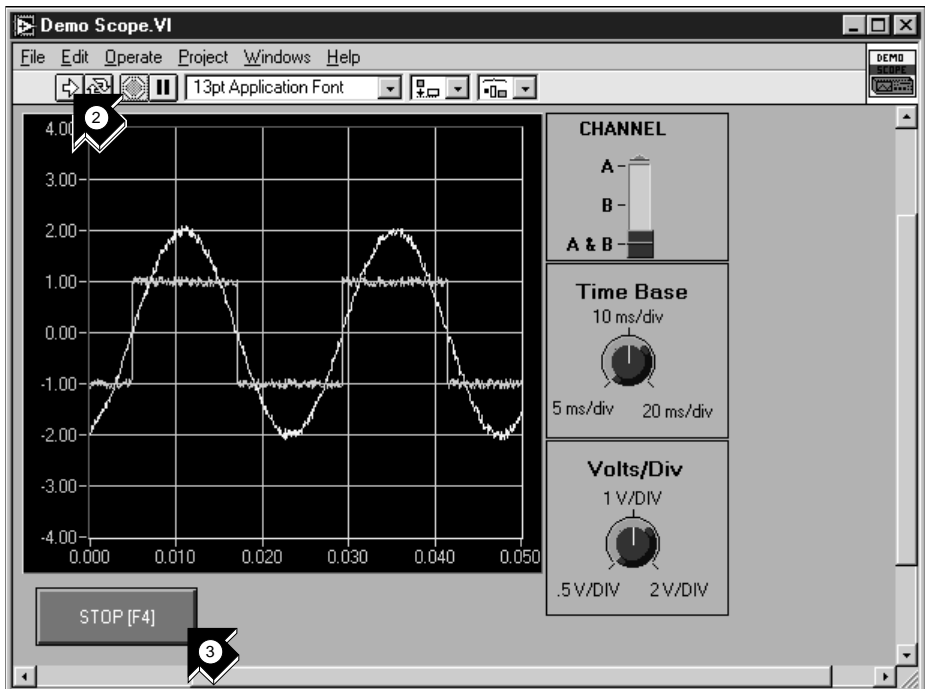 Demo Scope.VI
File Edit Operate Project Windows Help
DEMO
SCOPE
13pt Application Font
2
4.00
3.00
2.00
1.00
0.00
-1.00
-2.00
-3.00
-4.00
0.000 0.010 0.020 0.030 0.040 0.050
CHANNEL
A
B
A & B
Time Base
10 ms/div
5 ms/div 20 ms/div
Volts/Div
1 V/DIV
.5 V/DIV 2 V/DIV
STOP [F4]
3